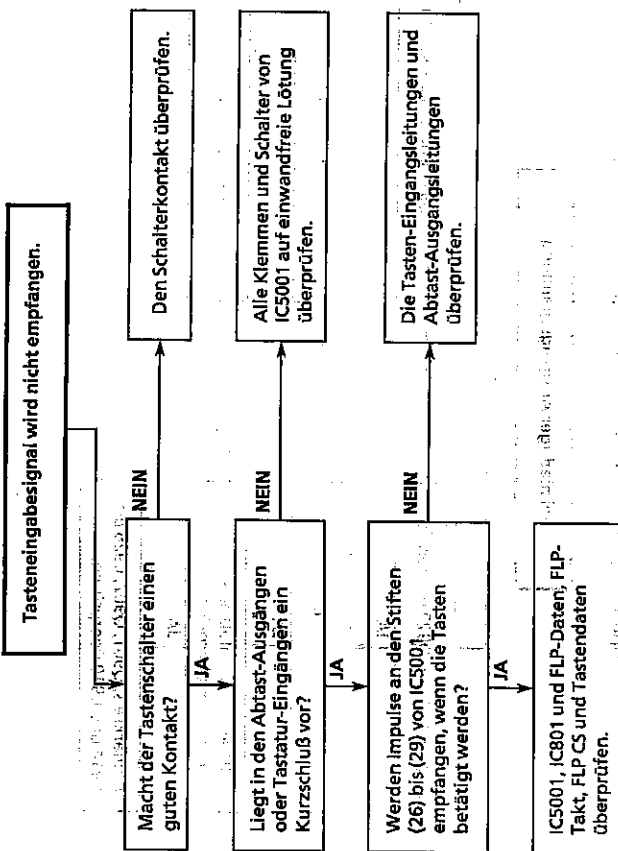 Tasteneingabesignal wird nicht empfangen.
Macht der Tastenschalter einen
guten Kontakt?
NEIN
Den Schalterkontakt überprüfen.
JA
Liegt in den Abtast-Ausgängen
oder Tastatur-Eingängen ein
Kurzschluß vor?
NEIN
Alle Klemmen und Schalter von
IC5001 auf einwandfreie Lötung
überprüfen.
JA
Werden Impulse an den Stiften
(26) bis (29) von IC5001
empfangen, wenn die Tasten
betätigt werden?
NEIN
Die Tasten-Eingangsleitungen und
Abtast-Ausgangsleitungen
überprüfen.
JA
IC5001, IC801 und FLP-Daten, FLP-
Takt, FLP CS und Tastendaten
überprüfen.